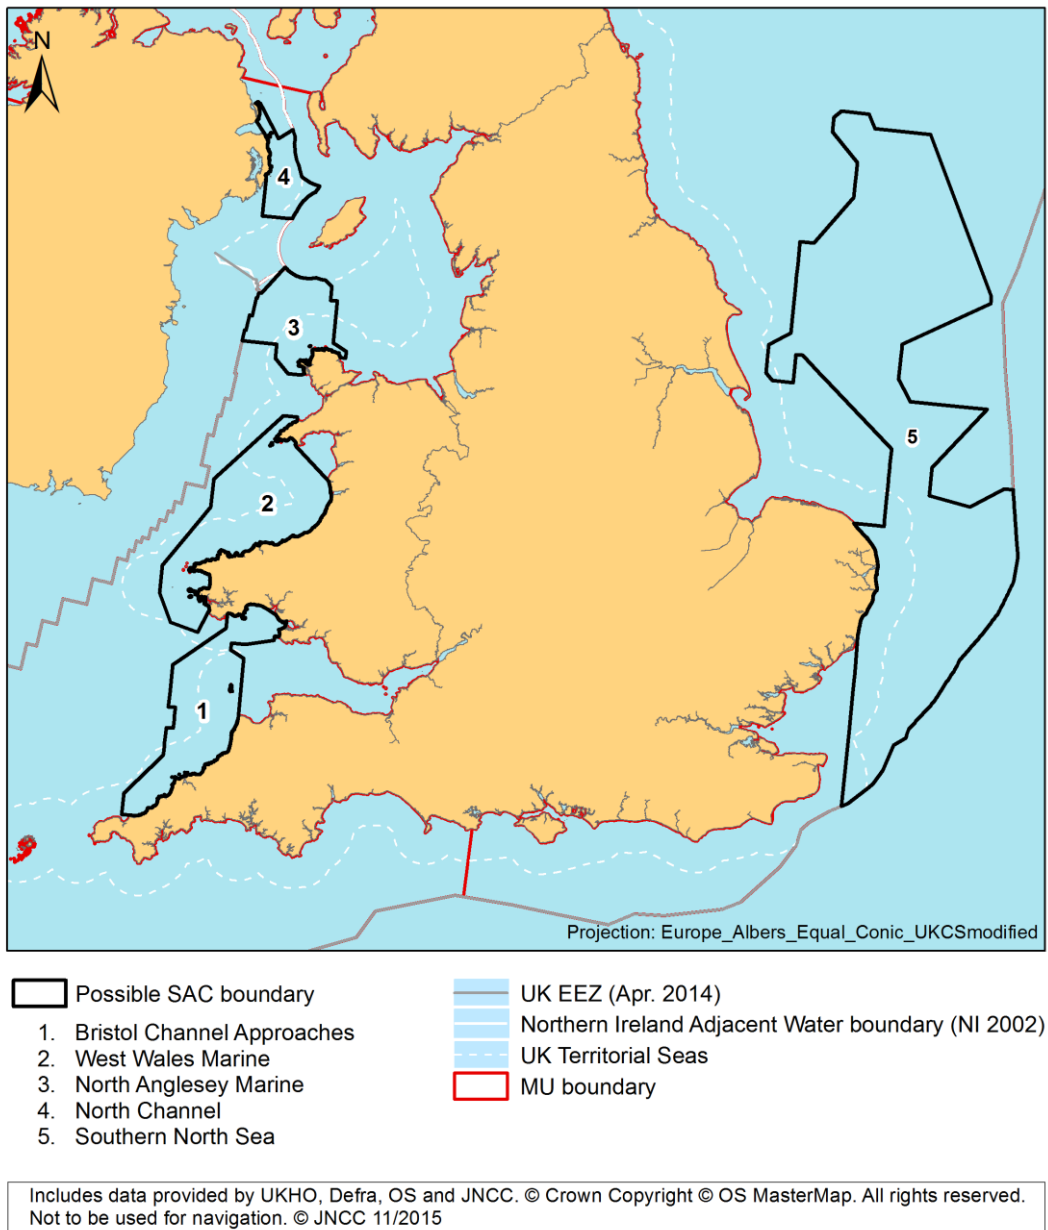 N
4
3
5
2
1
Projection: Europe_Albers_Equal_Conic_UKCSmodified
Possible SAC boundary
1. Bristol Channel Approaches
2. West Wales Marine
3. North Anglesey Marine
4. North Channel
5. Southern North Sea
UK EEZ (Apr. 2014)
Northern Ireland Adjacent Water boundary (NI 2002)
UK Territorial Seas
MU boundary
Includes data provided by UKHO, Defra, OS and JNCC. © Crown Copyright © OS MasterMap. All rights reserved.
Not to be used for navigation. © JNCC 11/2015